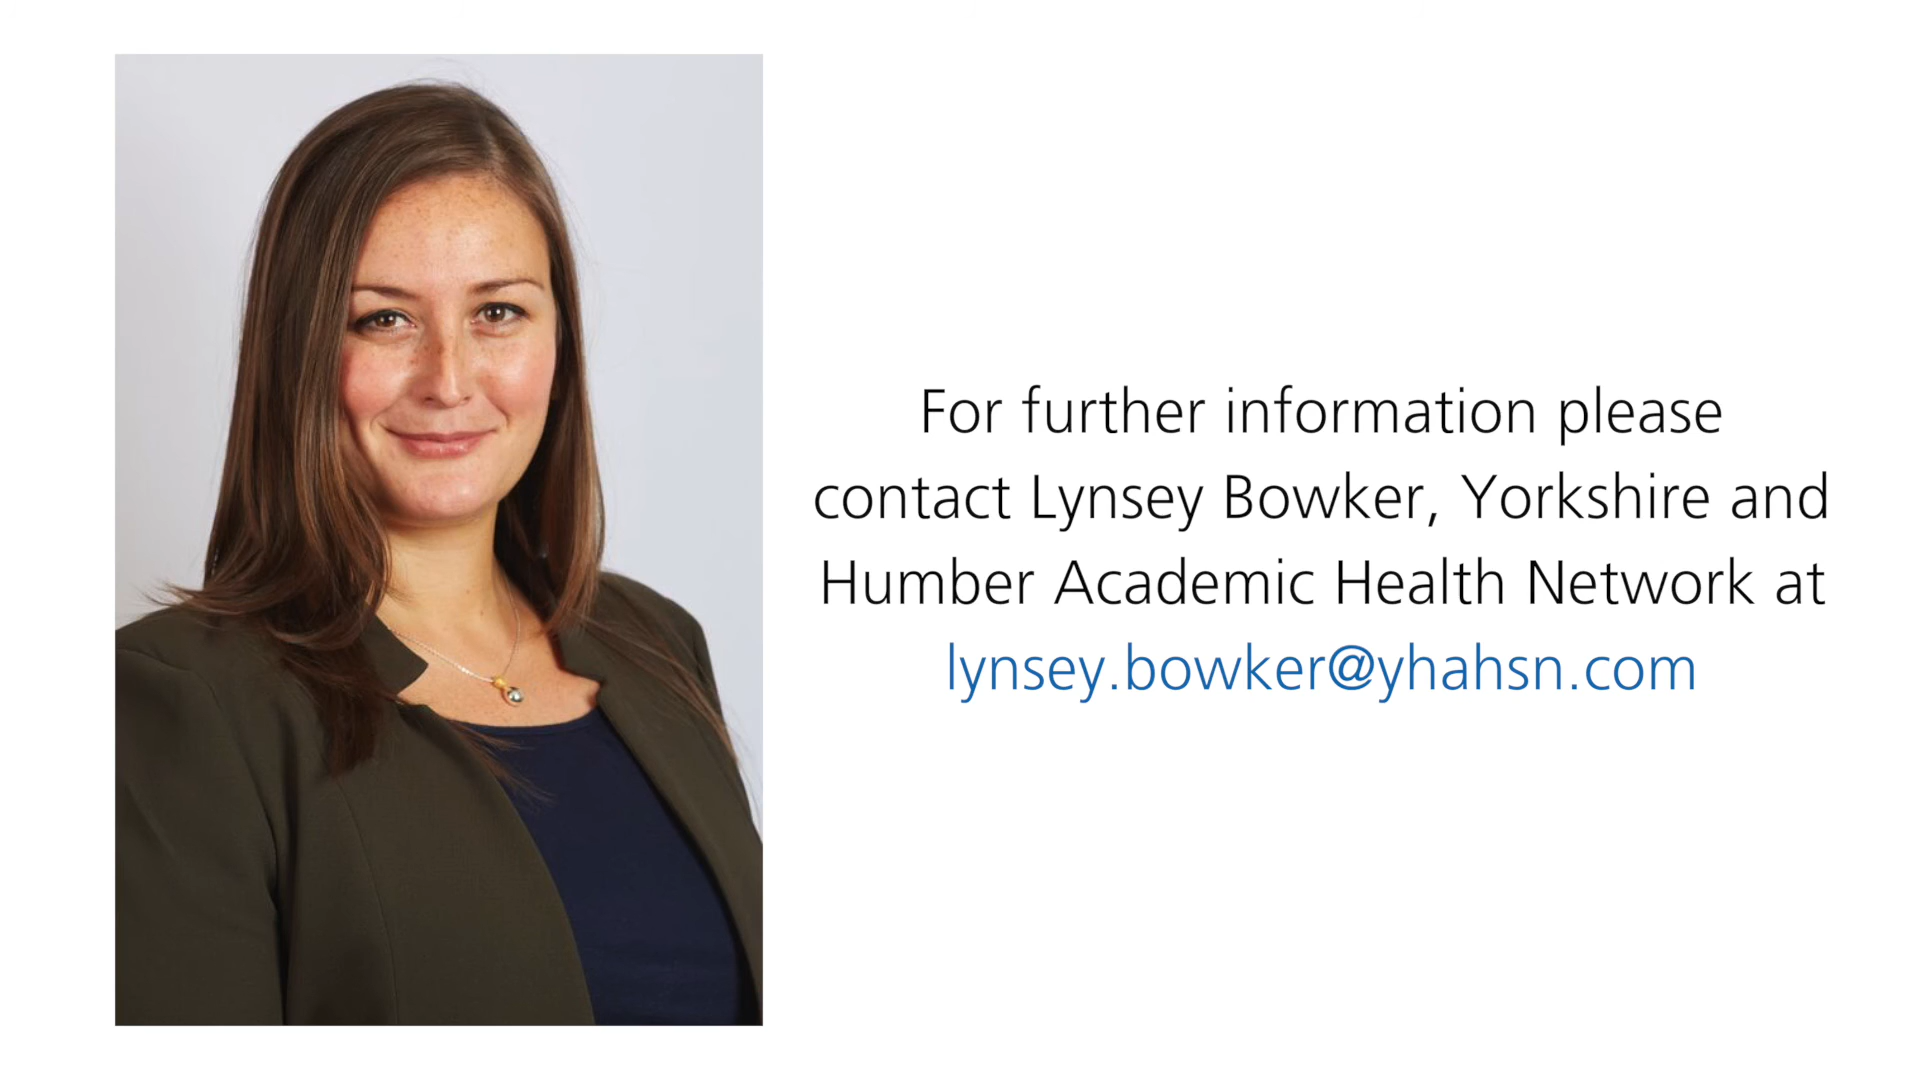 For further information please
contact Lynsey Bowker, Yorkshire and
Humber Academic Health Network at
lynsey.bowker@yhahsn.com